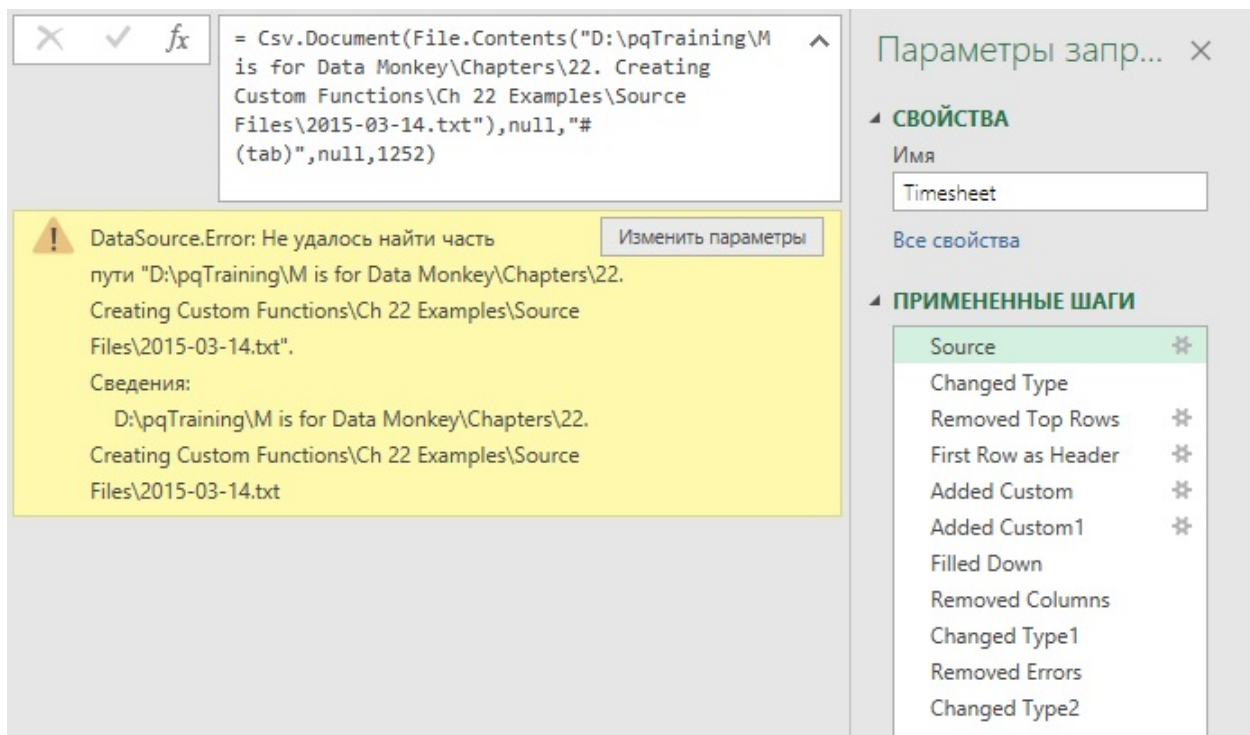 fx
= Csv.Document(File.Contents("D:\pqTraining\M
is for Data Monkey\Chapters\22. Creating
Custom Functions\Ch 22 Examples\Source
Files\2015-03-14.txt"),null,"#
(tab)",null,1252)
DataSource.Error: Не удалось найти часть
пути "D:\pqTraining\M is for Data Monkey\Chapters\22.
Creating Custom Functions\Ch 22 Examples\Source
Files\2015-03-14.txt".
Сведения:
D:\pqTraining\M is for Data Monkey\Chapters\22.
Creating Custom Functions\Ch 22 Examples\Source
Files\2015-03-14.txt
Изменить параметры
Параметры запр...
СВОЙСТВА
Имя
Timesheet
Все свойства
ПРИМЕНЕННЫЕ ШАГИ
Source
Changed Type
Removed Top Rows
First Row as Header
Added Custom
Added Custom1
Filled Down
Removed Columns
Changed Type1
Removed Errors
Changed Type2